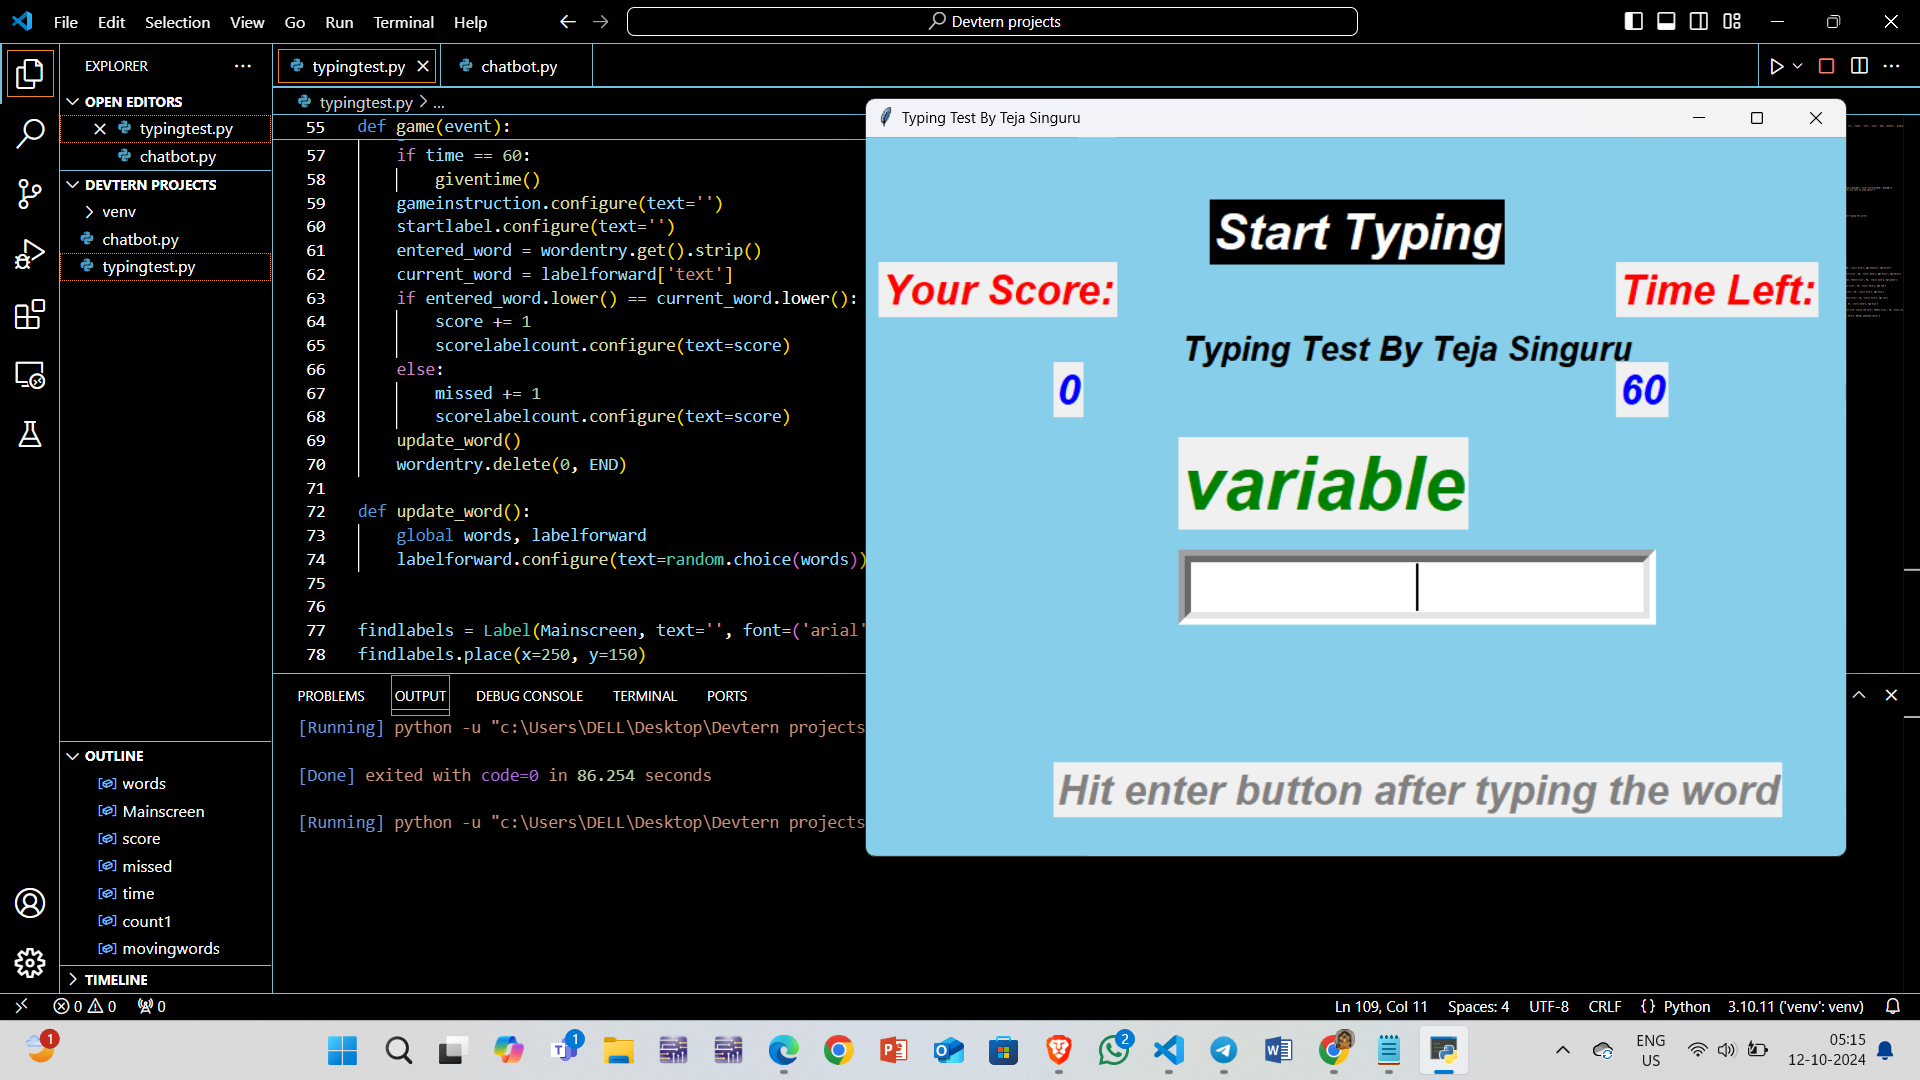 File Edit Selection View Go Run Terminal Help
Devtern projects
EXPLORER
OPEN EDITORS
typingtest.py
chatbot.py
DEVTERN PROJECTS
venv
chatbot.py
typingtest.py
OUTLINE
words
Mainscreen
score
missed
time
count1
movingwords
TIMELINE
typingtest.py
chatbot.py
typingtest.py > ...
55 def game(event):
57 if time == 60:
58 giventime()
59 gameinstruction.configure(text='')
60 startlabel.configure(text='')
61 entered_word = wordentry.get().strip()
62 current_word = labelforward['text']
63 if entered_word.lower() == current_word.lower():
64 score += 1
65 scorelabelcount.configure(text=score)
66 else:
67 missed += 1
68 scorelabelcount.configure(text=score)
69 update_word()
70 wordentry.delete(0, END)
71
72 def update_word():
73 global words, labelforward
74 labelforward.configure(text=random.choice(words))
75
76
77 findlabels = Label(Mainscreen, text='', font=('arial'
78 findlabels.place(x=250, y=150)
PROBLEMS OUTPUT DEBUG CONSOLE TERMINAL PORTS
[Running] python -u "c:\Users\DELL\Desktop\Devtern projects
[Done] exited with code=0 in 86.254 seconds
[Running] python -u "c:\Users\DELL\Desktop\Devtern projects
Typing Test By Teja Singuru
Start Typing
Your Score:
Time Left:
Typing Test By Teja Singuru
0
60
variable
Hit enter button after typing the word
0 0 0
Ln 109, Col 11 Spaces: 4 UTF-8 CRLF {} Python 3.10.11 ('venv': venv)
1
1
2
ENG
US
05:15
12-10-2024